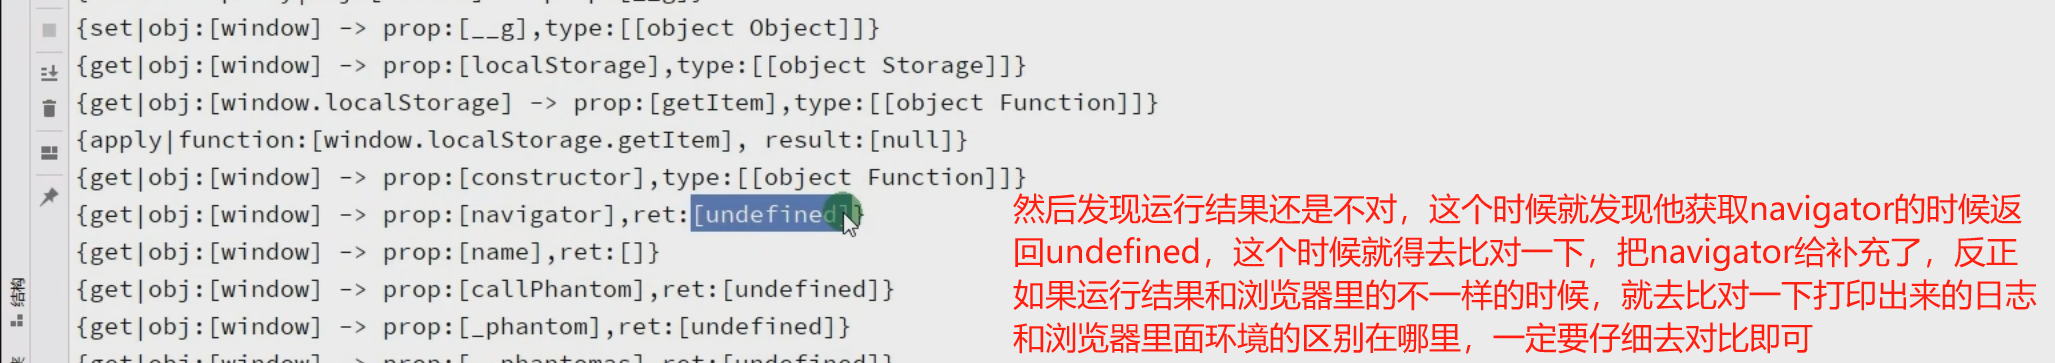 {set|obj:[window] -> prop:[__g],type:[[object Object]]}
{get|obj:[window] -> prop:[localStorage],type:[[object Storage]]}
{get|obj:[window.localStorage] -> prop:[getItem],type:[[object Function]]}
{apply|function:[window.localStorage.getItem], result:[null]}
{get|obj:[window] -> prop:[constructor],type:[[object Function]]}
{get|obj:[window] -> prop:[navigator],ret:[undefined]}
{get|obj:[window] -> prop:[name],ret:[]}
{get|obj:[window] -> prop:[callPhantom],ret:[undefined]}
{get|obj:[window] -> prop:[_phantom],ret:[undefined]}
然后发现运行结果还是不对，这个时候就发现他获取navigator的时候返
回undefined，这个时候就得去比对一下，把navigator给补充了，反正
如果运行结果和浏览器里的不一样的时候，就去比对一下打印出来的日志
和浏览器里面环境的区别在哪里，一定要仔细去对比即可
结构